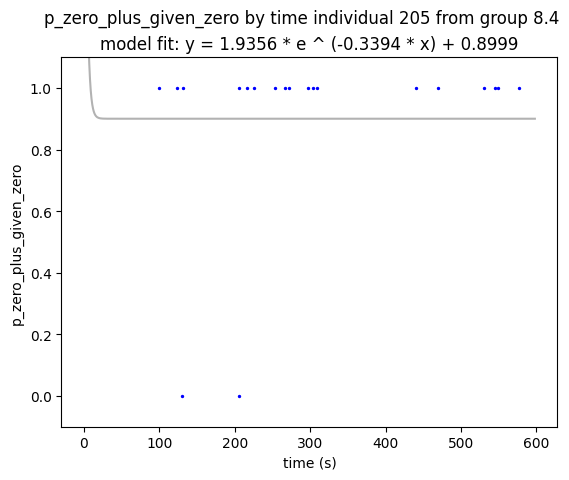 p_zero_plus_given_zero by time individual 205 from group 8.4
model fit: y = 1.9356 * e ^ (-0.3394 * x) + 0.8999
1.0
0.8
0.6
0.4
0.2
0.0
p_zero_plus_given_zero
0 100 200 300 400 500 600
time (s)